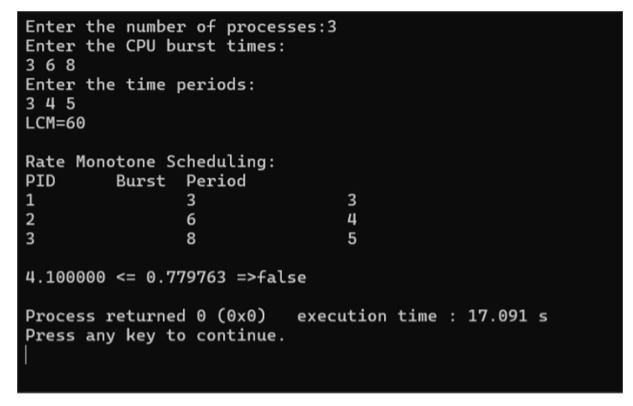 Enter the number of processes:3
Enter the CPU burst times:
3 6 8
Enter the time periods:
3 4 5
LCM=60
Rate Monotone Scheduling:
PID Burst Period
1 3 3
2 6 4
3 8 5
4.100000 <= 0.779763 =>false
Process returned 0 (0x0) execution time : 17.091 s
Press any key to continue.